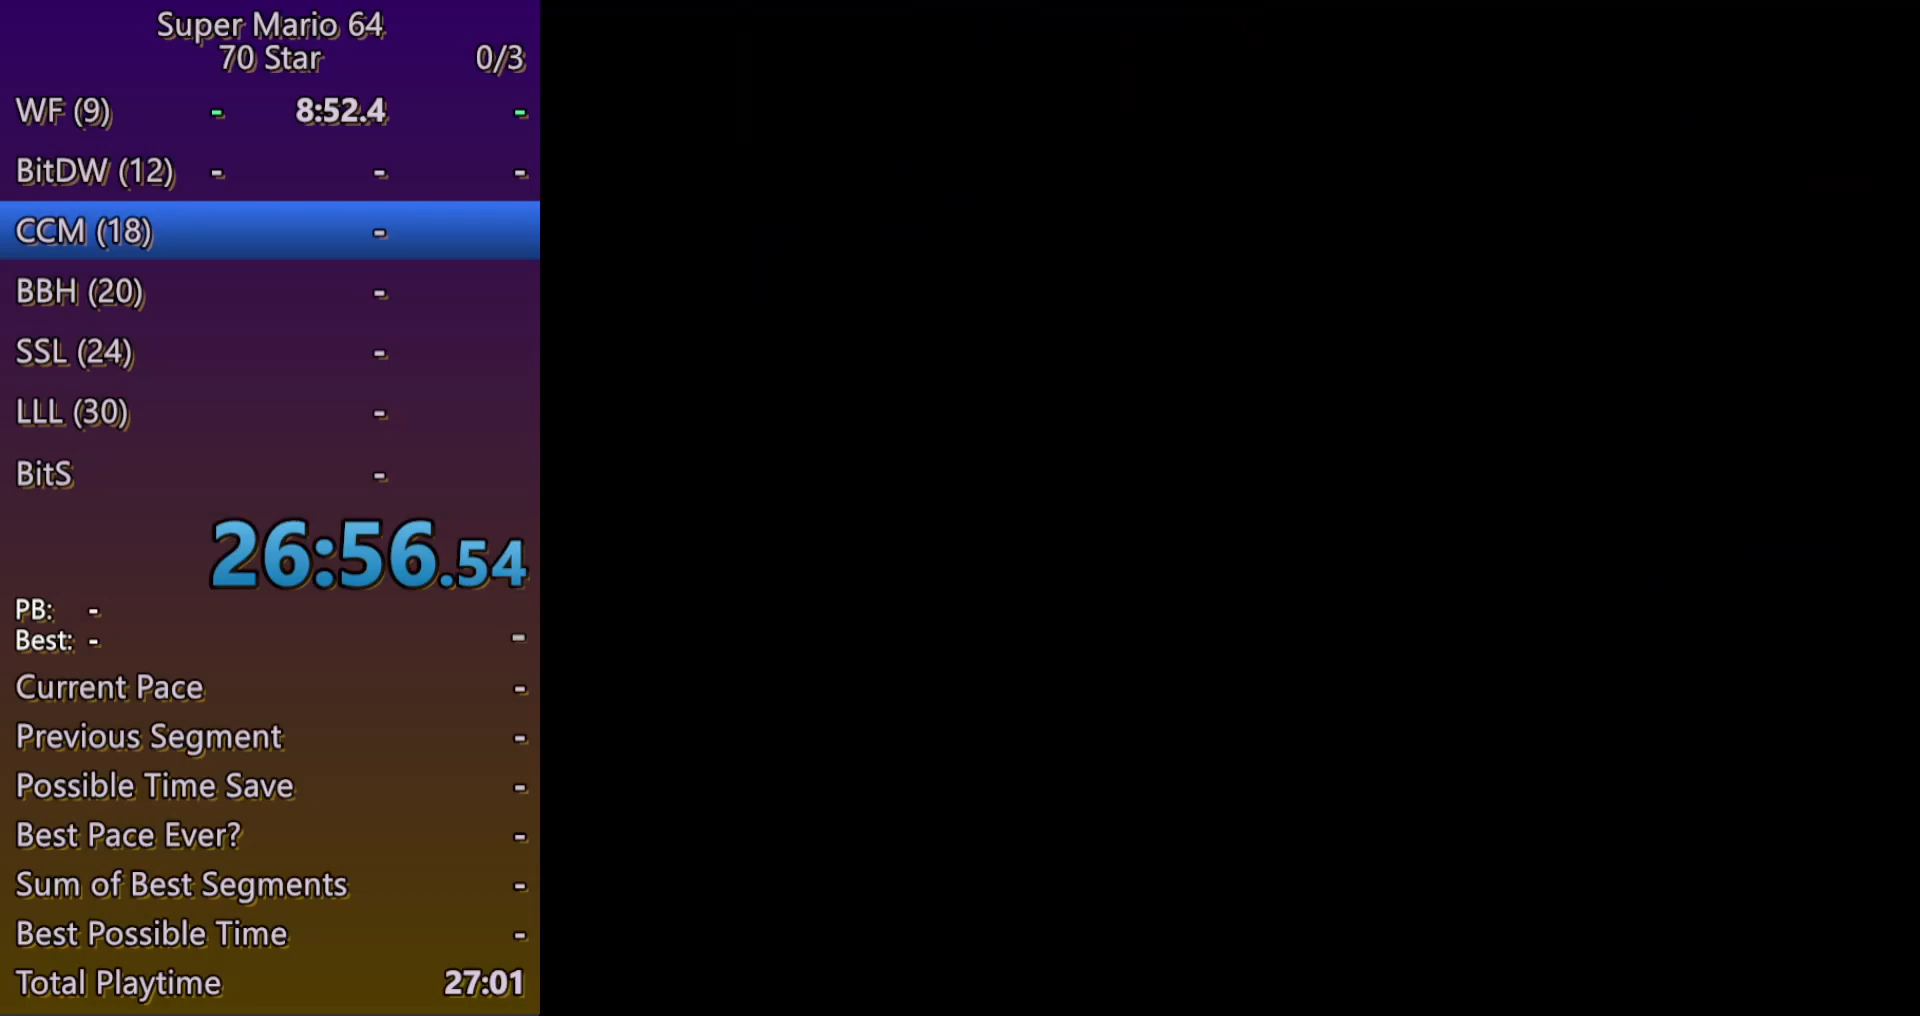 Super Mario 64
70 Star 0/3
WF (9) - 8:52.4 -
BitDW (12) - - -
CCM (18) -
BBH (20) -
SSL (24) -
LLL (30) -
BitS -
26:56.54
PB: -
Best: - -
Current Pace -
Previous Segment -
Possible Time Save -
Best Pace Ever? -
Sum of Best Segments -
Best Possible Time -
Total Playtime 27:01